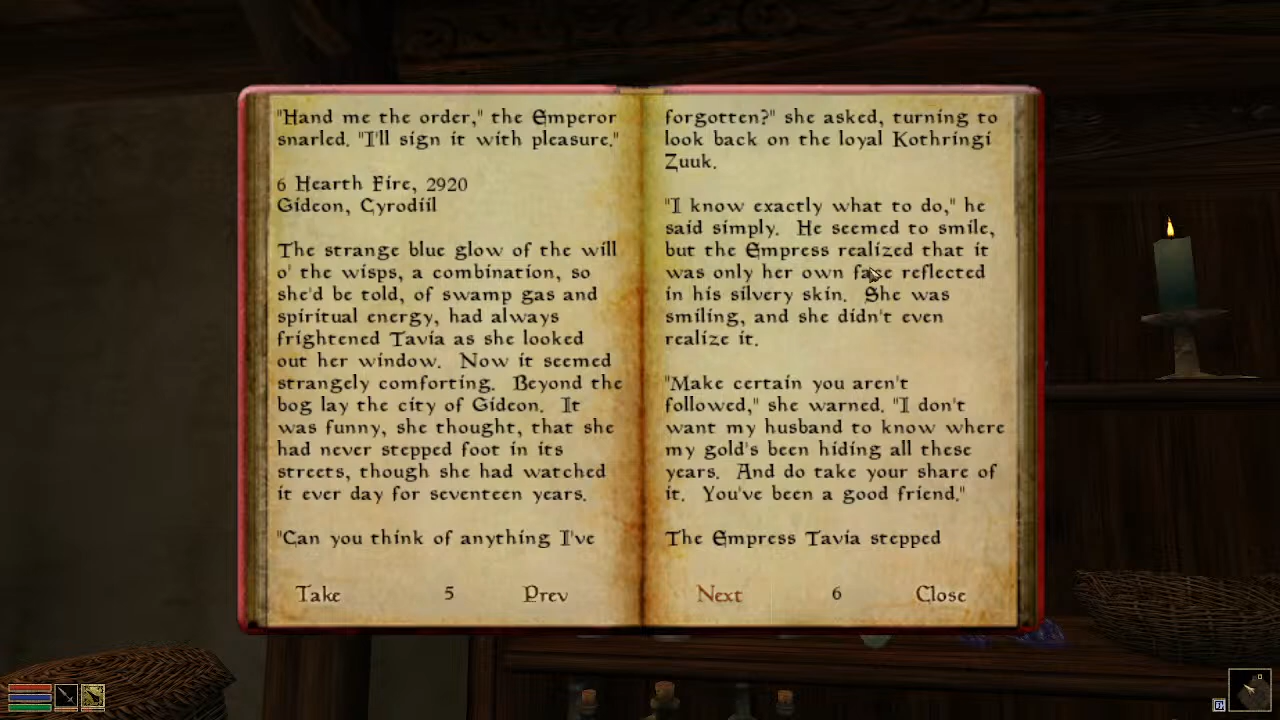 "Hand me the order," the Emperor
snarled. "I'll sign it with pleasure."
6 Hearth Fire, 2920
Gideon, Cyrodiil
The strange blue glow of the will
o' the wisps, a combination, so
she'd be told, of swamp gas and
spiritual energy, had always
frightened Tavia as she looked
out her window. Now it seemed
strangely comforting. Beyond the
bog lay the city of Gideon. It
was funny, she thought, that she
had never stepped foot in its
streets, though she had watched
it ever day for seventeen years.
"Can you think of anything I've
Take 5 Prev
forgotten?" she asked, turning to
look back on the loyal Kothringi
Zuuk.
"I know exactly what to do," he
said simply. He seemed to smile,
but the Empress realized that it
was only her own face reflected
in his silvery skin. She was
smiling, and she didn't even
realize it.
"Make certain you aren't
followed," she warned. "I don't
want my husband to know where
my gold's been hiding all these
years. And do take your share of
it. You've been a good friend."
The Empress Tavia stepped
Next 6 Close